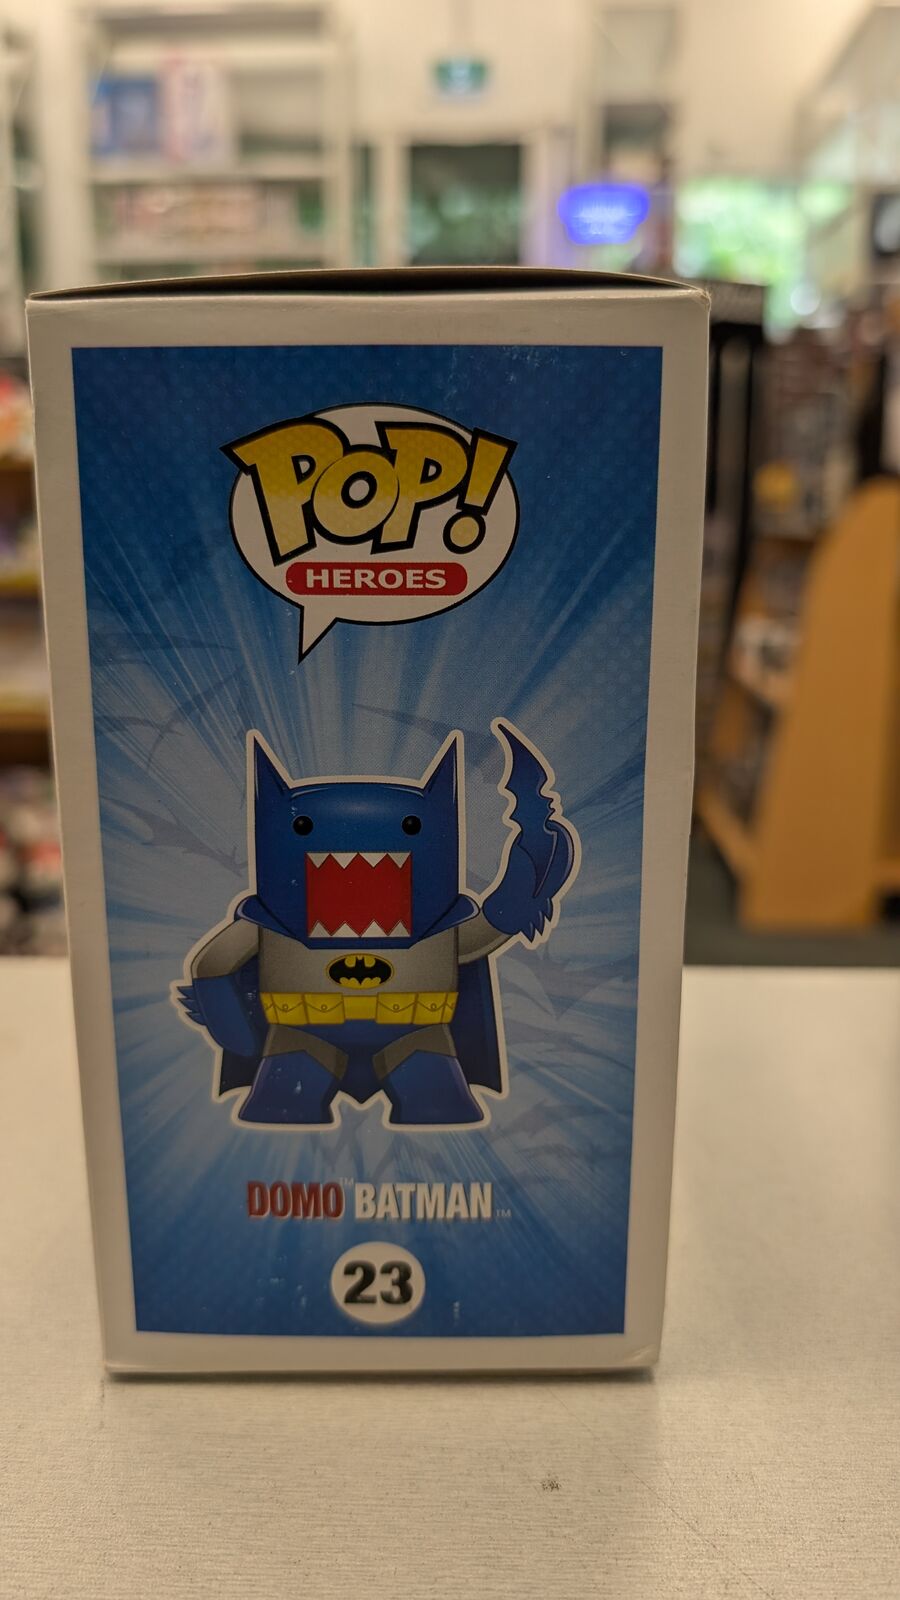 POP!
HEROES
DOMO™ BATMAN™
23